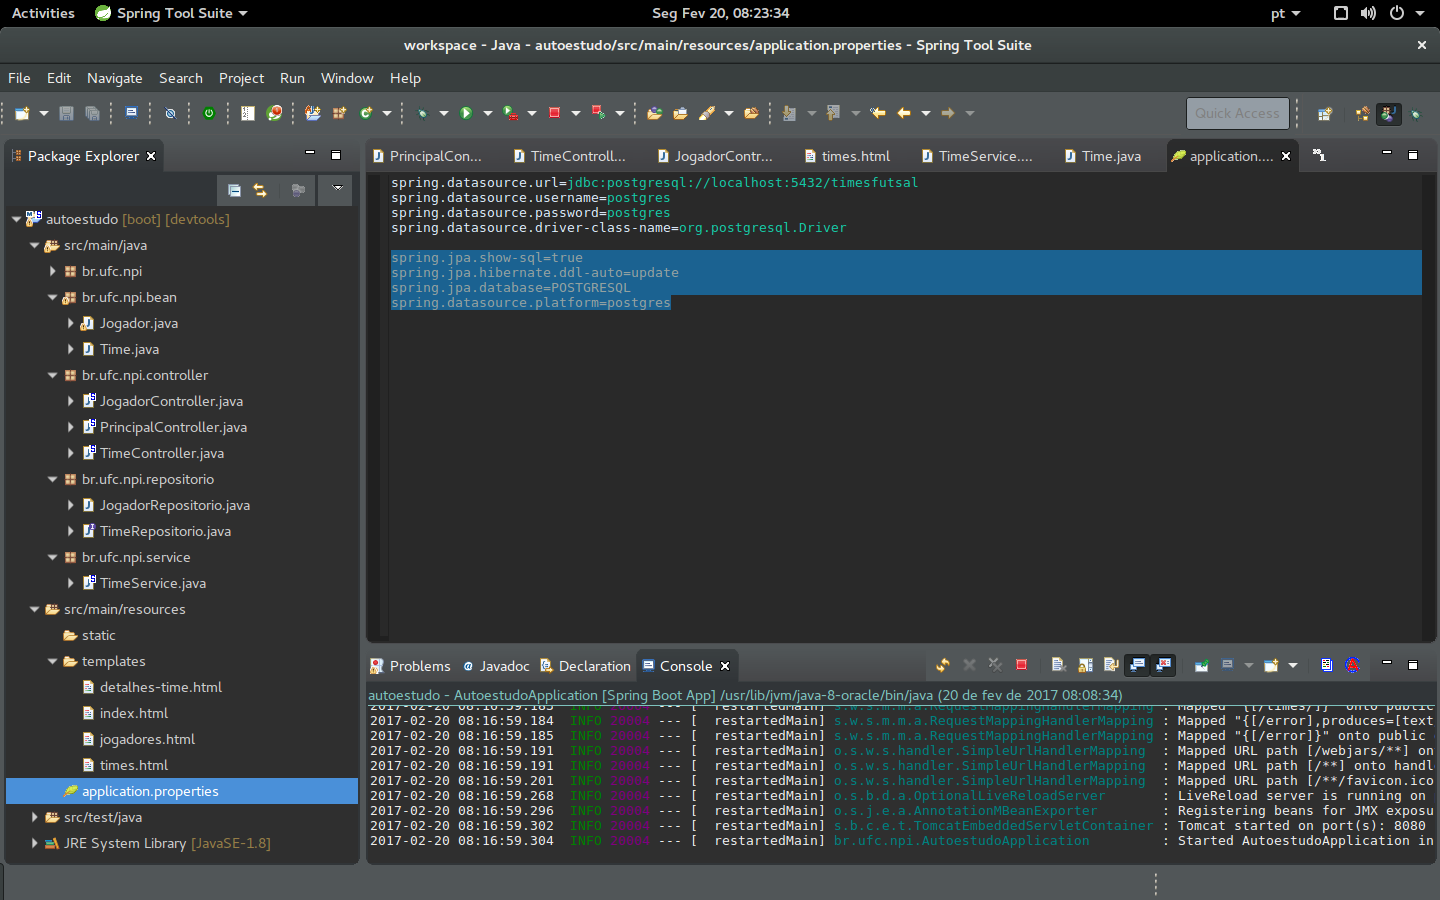 Activities Spring Tool Suite Seg Fev 20, 08:23:34 pt
workspace - Java - autoestudo/src/main/resources/application.properties - Spring Tool Suite
File Edit Navigate Search Project Run Window Help
Quick Access
Package Explorer
autoestudo [boot] [devtools]
src/main/java
br.ufc.npi
br.ufc.npi.bean
Jogador.java
Time.java
br.ufc.npi.controller
JogadorController.java
PrincipalController.java
TimeController.java
br.ufc.npi.repositorio
JogadorRepositorio.java
TimeRepositorio.java
br.ufc.npi.service
TimeService.java
src/main/resources
static
templates
detalhes-time.html
index.html
jogadores.html
times.html
application.properties
src/test/java
JRE System Library [JavaSE-1.8]
PrincipalCon... TimeControll... JogadorContr... times.html TimeService.... Time.java application....
spring.datasource.url=jdbc:postgresql://localhost:5432/timesfutsal
spring.datasource.username=postgres
spring.datasource.password=postgres
spring.datasource.driver-class-name=org.postgresql.Driver
spring.jpa.show-sql=true
spring.jpa.hibernate.ddl-auto=update
spring.jpa.database=POSTGRESQL
spring.datasource.platform=postgres
Problems Javadoc Declaration Console
autoestudo - AutoestudoApplication [Spring Boot App] /usr/lib/jvm/java-8-oracle/bin/java (20 de fev de 2017 08:08:34)
2017-02-20 08:16:59.183 INFO 20004 --- [ restartedMain] s.w.s.m.m.a.RequestMappingHandlerMapping : Mapped "{[/times/]}" onto public
2017-02-20 08:16:59.184 INFO 20004 --- [ restartedMain] s.w.s.m.m.a.RequestMappingHandlerMapping : Mapped "{[/error],produces=[text
2017-02-20 08:16:59.185 INFO 20004 --- [ restartedMain] s.w.s.m.m.a.RequestMappingHandlerMapping : Mapped "{[/error]}" onto public
2017-02-20 08:16:59.191 INFO 20004 --- [ restartedMain] o.s.w.s.handler.SimpleUrlHandlerMapping : Mapped URL path [/webjars/**] on
2017-02-20 08:16:59.191 INFO 20004 --- [ restartedMain] o.s.w.s.handler.SimpleUrlHandlerMapping : Mapped URL path [/**] onto handl
2017-02-20 08:16:59.201 INFO 20004 --- [ restartedMain] o.s.w.s.handler.SimpleUrlHandlerMapping : Mapped URL path [/**/favicon.ico
2017-02-20 08:16:59.268 INFO 20004 --- [ restartedMain] o.s.b.d.a.OptionalLiveReloadServer : LiveReload server is running on
2017-02-20 08:16:59.296 INFO 20004 --- [ restartedMain] o.s.j.e.a.AnnotationMBeanExporter : Registering beans for JMX exposu
2017-02-20 08:16:59.302 INFO 20004 --- [ restartedMain] s.b.c.e.t.TomcatEmbeddedServletContainer : Tomcat started on port(s): 8080
2017-02-20 08:16:59.304 INFO 20004 --- [ restartedMain] br.ufc.npi.AutoestudoApplication : Started AutoestudoApplication in